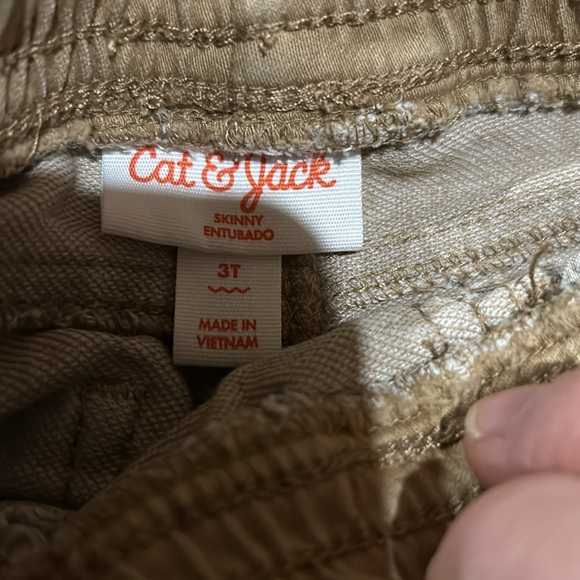 Cat & Jack
SKINNY
ENTUBADO
3T
MADE IN
VIETNAM